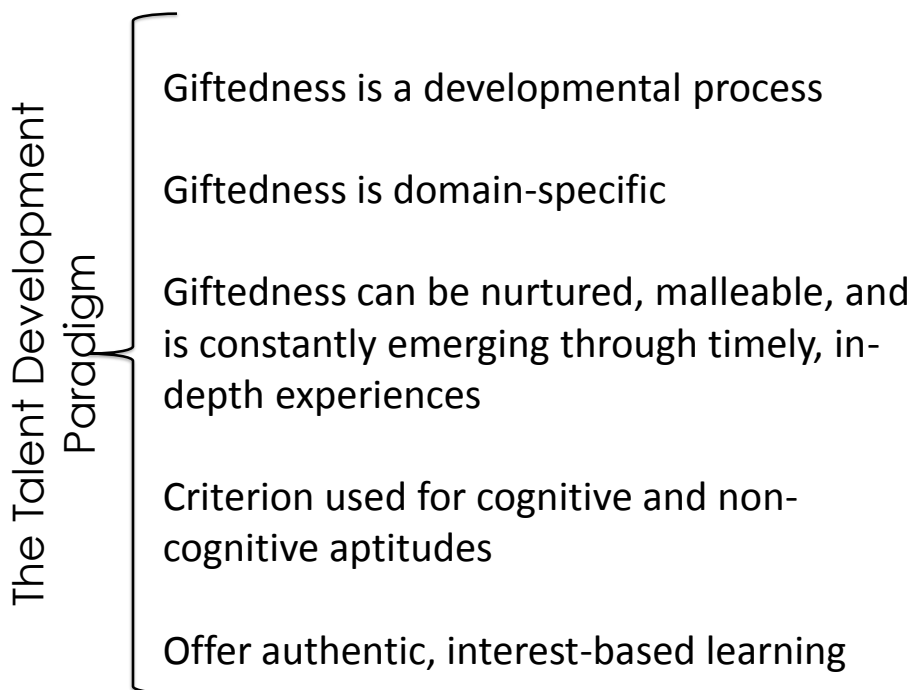 The Talent Development
Paradigm
Giftedness is a developmental process
Giftedness is domain-specific
Giftedness can be nurtured, malleable, and
is constantly emerging through timely, in-
depth experiences
Criterion used for cognitive and non-
cognitive aptitudes
Offer authentic, interest-based learning